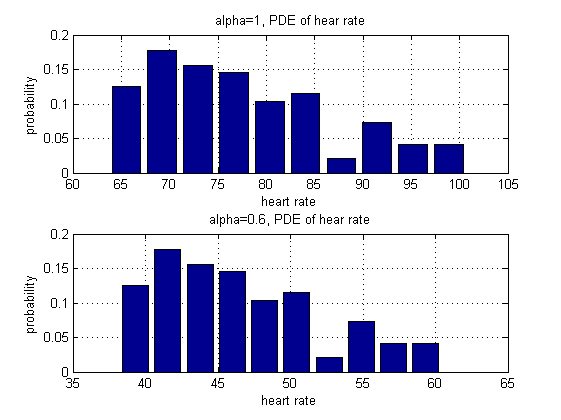 alpha=1, PDE of hear rate
0.2
0.15
0.1
0.05
0
probability
60 65 70 75 80 85 90 95 100 105
heart rate
alpha=0.6, PDE of hear rate
0.2
0.15
0.1
0.05
0
probability
35 40 45 50 55 60 65
heart rate